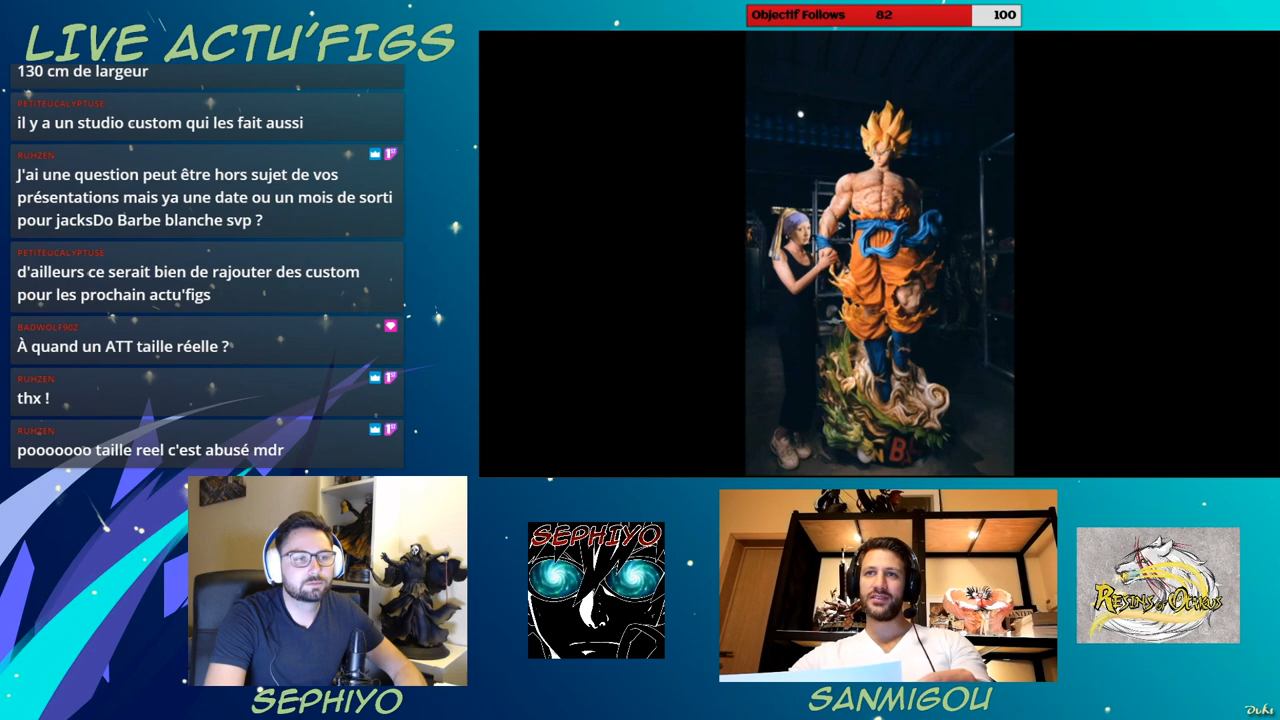 LIVE ACTU'FIGS
Objectif Follows 82 100
130 cm de largeur
PETITEUCALYPTUSE
il y a un studio custom qui les fait aussi
RUHZEN
J'ai une question peut être hors sujet de vos
présentations mais ya une date ou un mois de sorti
pour jacksDo Barbe blanche svp ?
PETITEUCALYPTUSE
d'ailleurs ce serait bien de rajouter des custom
pour les prochain actu'figs
BADWOLF902
À quand un ATT taille réelle ?
RUHZEN
thx !
RUHZEN
pooooooo taille reel c'est abusé mdr
SEPHIYO
RESINS of OLYKUS
SEPHIYO
SANMIGOU